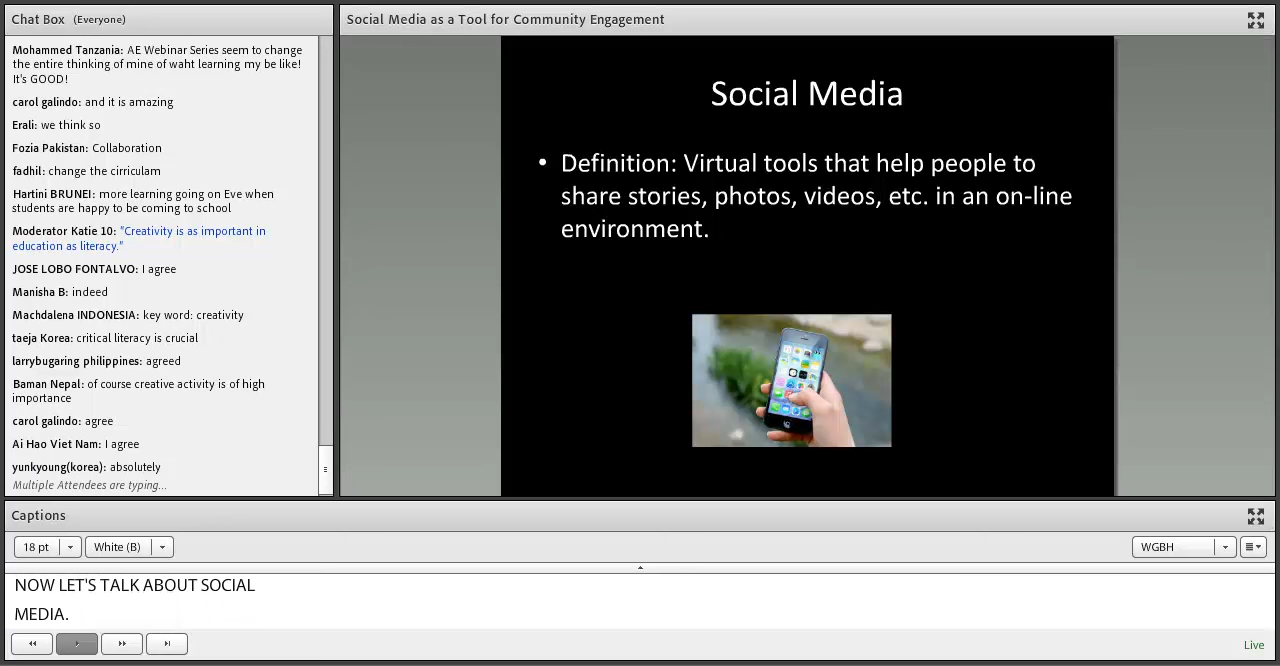 Chat Box (Everyone)
Mohammed Tanzania: AE Webinar Series seem to change
the entire thinking of mine of waht learning my be like!
It's GOOD!
carol galindo: and it is amazing
Erali: we think so
Fozia Pakistan: Collaboration
fadhil: change the cirriculam
Hartini BRUNEI: more learning going on Eve when
students are happy to be coming to school
Moderator Katie 10: "Creativity is as important in
education as literacy."
JOSE LOBO FONTALVO: I agree
Manisha B: indeed
Machdalena INDONESIA: key word: creativity
taeja Korea: critical literacy is crucial
larrybugaring philippines: agreed
Baman Nepal: of course creative activity is of high
importance
carol galindo: agree
Ai Hao Viet Nam: I agree
yunkyoung(korea): absolutely
Multiple Attendees are typing...
Social Media as a Tool for Community Engagement
Social Media
• Definition: Virtual tools that help people to
share stories, photos, videos, etc. in an on-line
environment.
Captions
18 pt
White (B)
WGBH
NOW LET'S TALK ABOUT SOCIAL
MEDIA.
Live